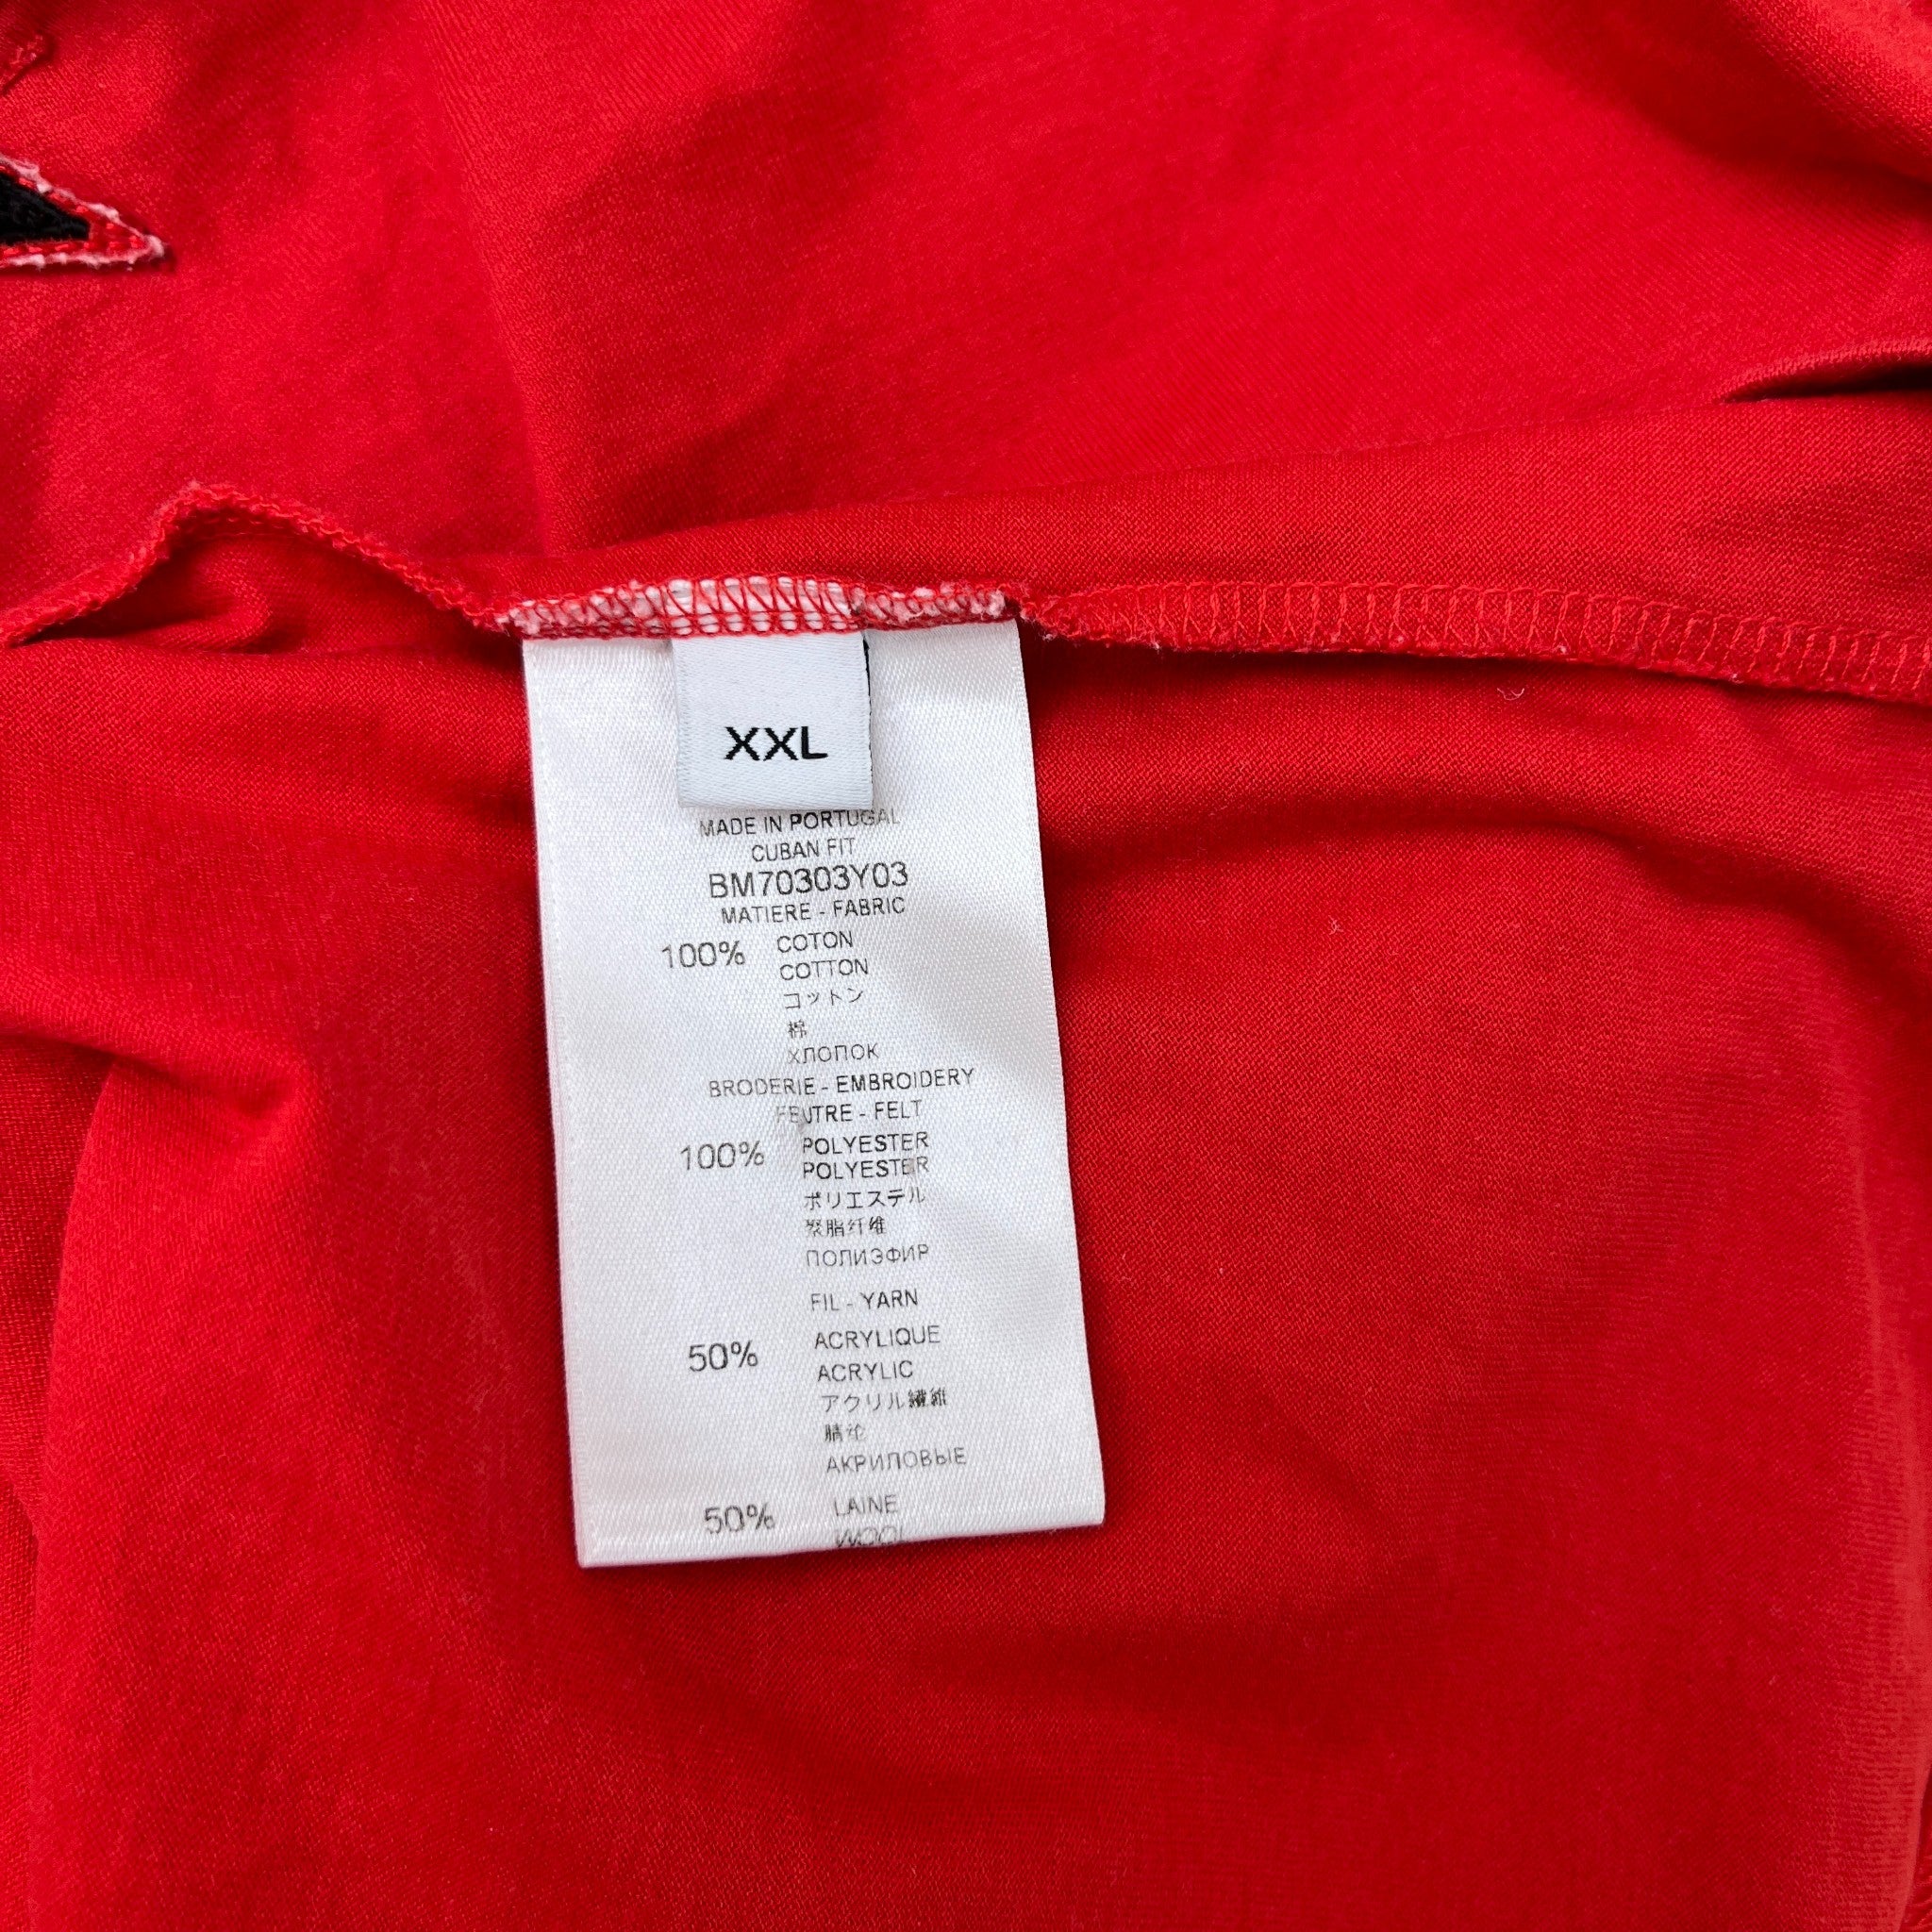 XXL
MADE IN PORTUGAL
CUBAN FIT
BM70303Y03
MATIERE - FABRIC
100% COTON
COTTON
コットン
棉
ХЛОПОК
BRODERIE - EMBROIDERY
FEUTRE - FELT
100% POLYESTER
POLYESTER
ポリエステル
聚脂纤维
ПОЛИЭФИР
FIL - YARN
50% ACRYLIQUE
ACRYLIC
アクリル繊維
腈纶
АКРИЛОВЫЕ
50% LAINE
WOOL